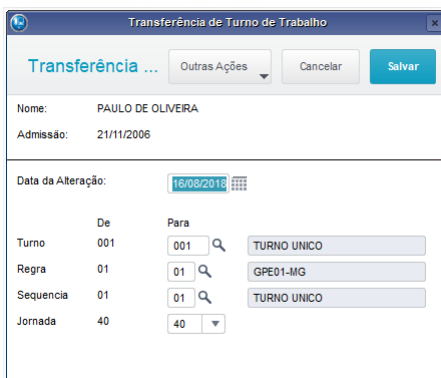 Transferência de Turno de Trabalho
Transferência ... Outras Ações Cancelar Salvar
Nome: PAULO DE OLIVEIRA
Admissão: 21/11/2006
Data da Alteração: 16/08/2018
De Para
Turno 001 001 TURNO UNICO
Regra 01 01 GPE01-MG
Sequencia 01 01 TURNO UNICO
Jornada 40 40